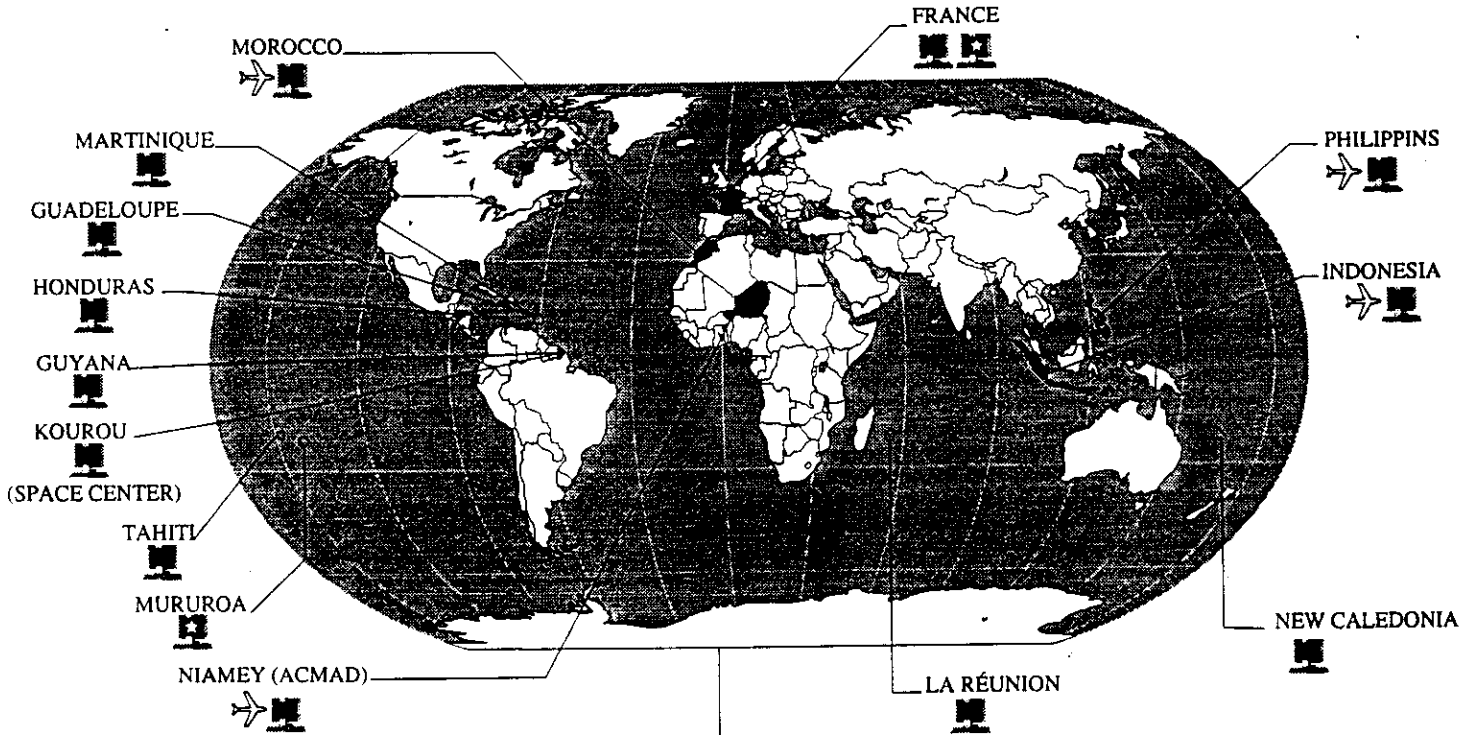 FRANCE
MOROCCO
MARTINIQUE
PHILIPPINS
GUADELOUPE
INDONESIA
HONDURAS
GUYANA
KOUROU
(SPACE CENTER)
TAHITI
MURUROA
NEW CALEDONIA
NIAMEY (ACMAD)
LA RÉUNION